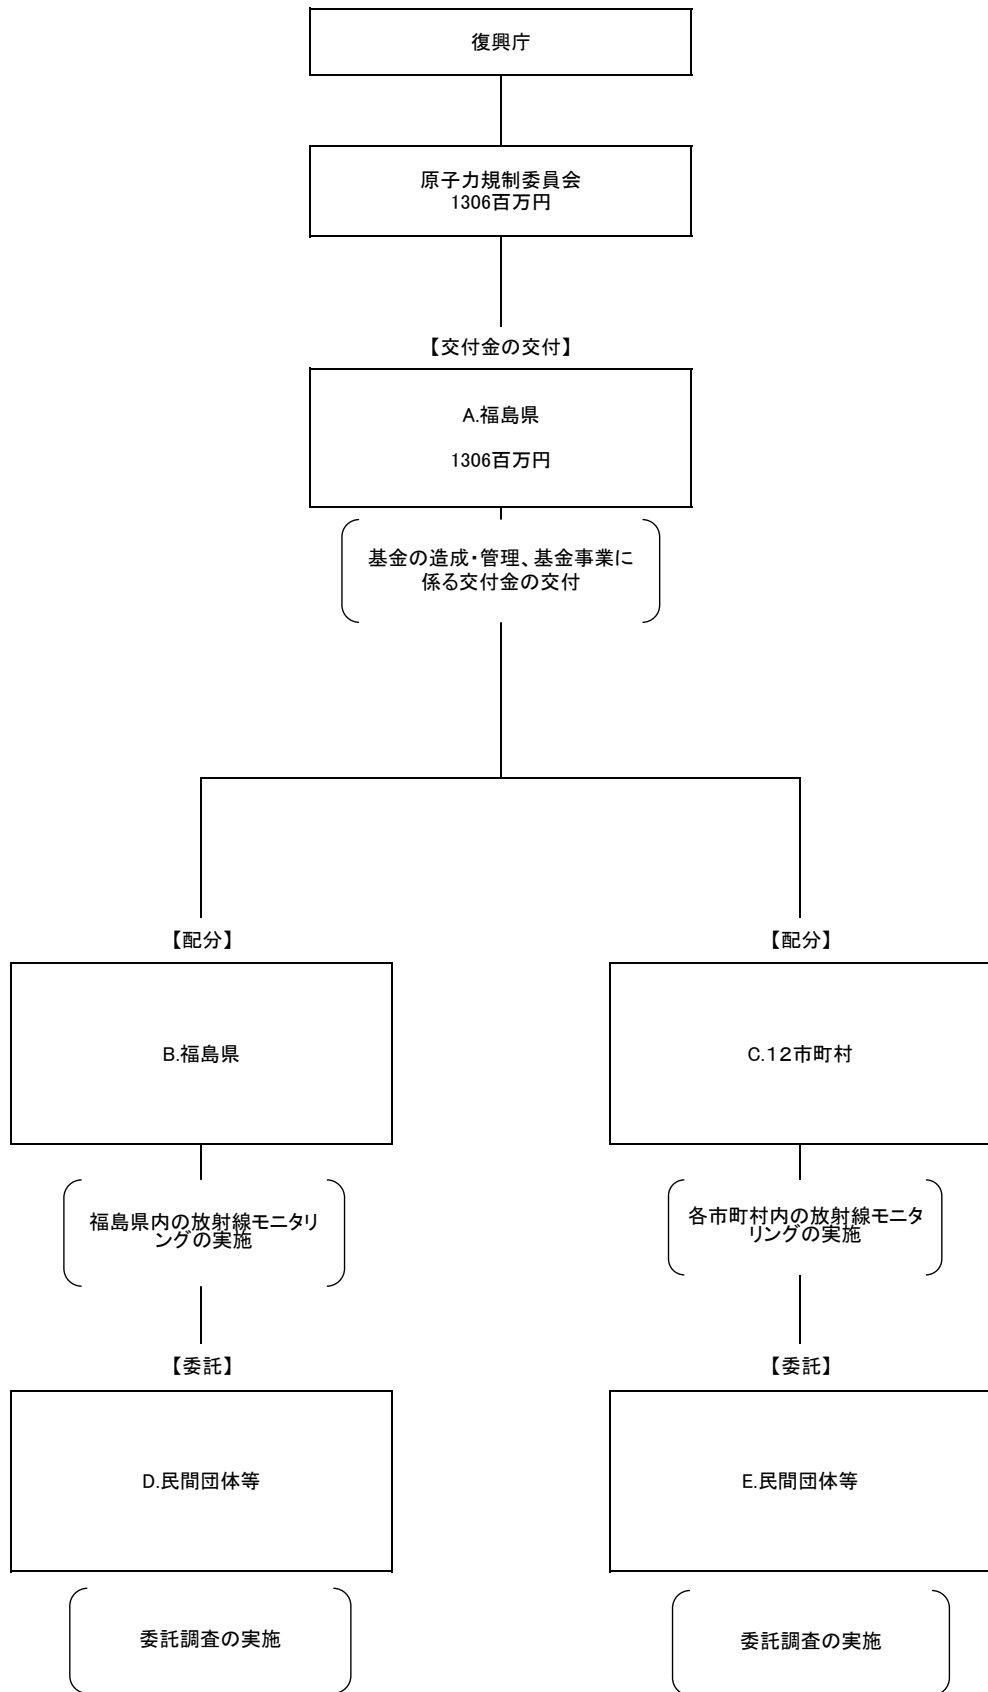 復興庁
原子力規制委員会
1306百万円
【交付金の交付】
A.福島県
1306百万円
基金の造成・管理、基金事業に
係る交付金の交付
【配分】
【配分】
B.福島県
C.１２市町村
福島県内の放射線モニタリ
ングの実施
各市町村内の放射線モニタ
リングの実施
【委託】
【委託】
D.民間団体等
E.民間団体等
委託調査の実施
委託調査の実施